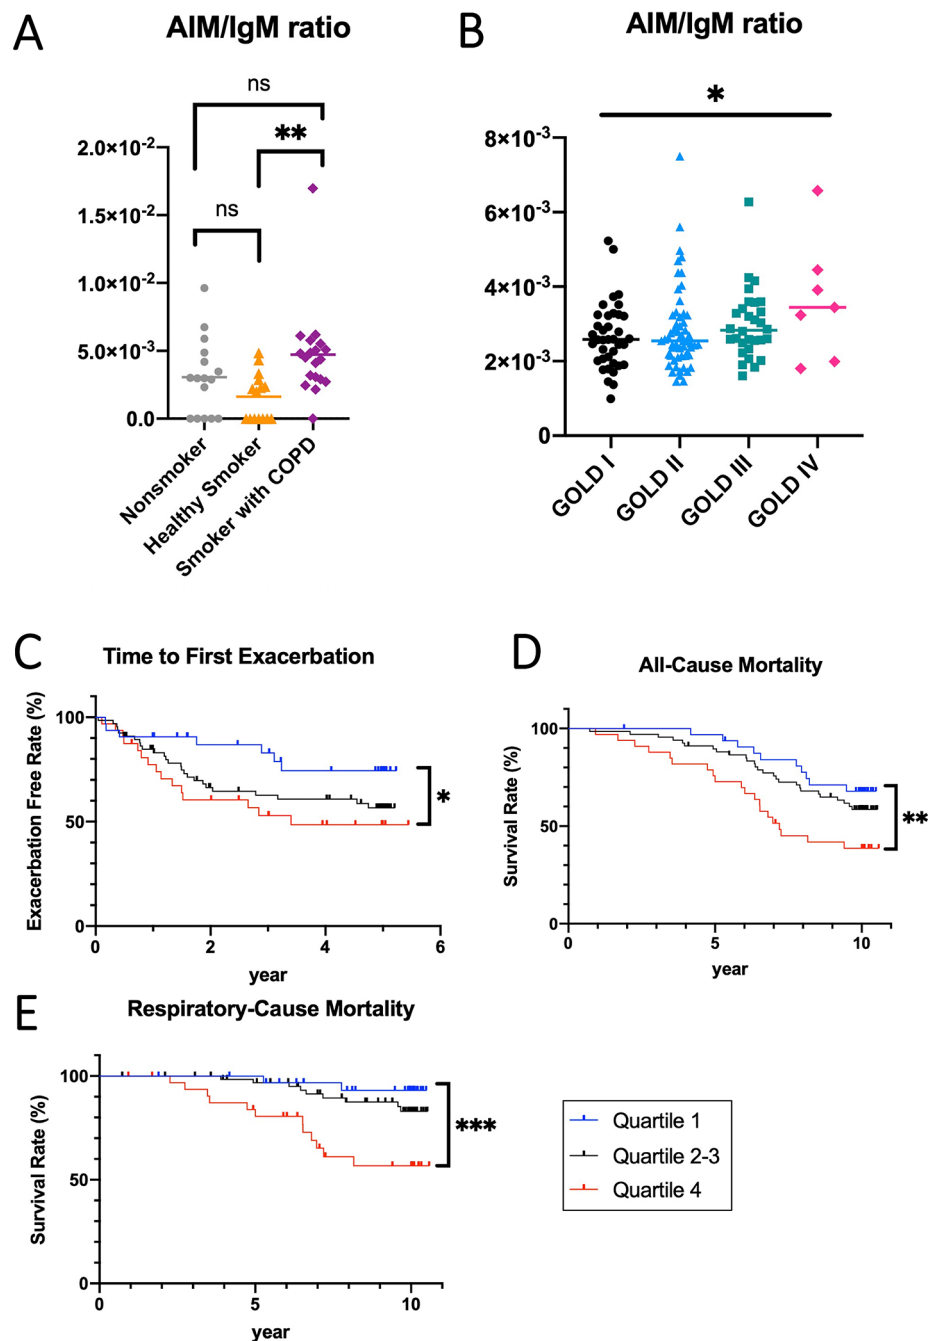 A
AIM/IgM ratio
ns
**
ns
2.0×10⁻²
1.5×10⁻²
1.0×10⁻²
5.0×10⁻³
0.0
Nonsmoker
Healthy Smoker
Smoker with COPD
B
AIM/IgM ratio
*
8×10⁻³
6×10⁻³
4×10⁻³
2×10⁻³
0
GOLD I
GOLD II
GOLD III
GOLD IV
C
Time to First Exacerbation
Exacerbation Free Rate (%)
100
50
0
0 2 4 6
year
*
D
All-Cause Mortality
Survival Rate (%)
100
50
0
0 5 10
year
**
E
Respiratory-Cause Mortality
Survival Rate (%)
100
50
0
0 5 10
year
***
Quartile 1
Quartile 2-3
Quartile 4